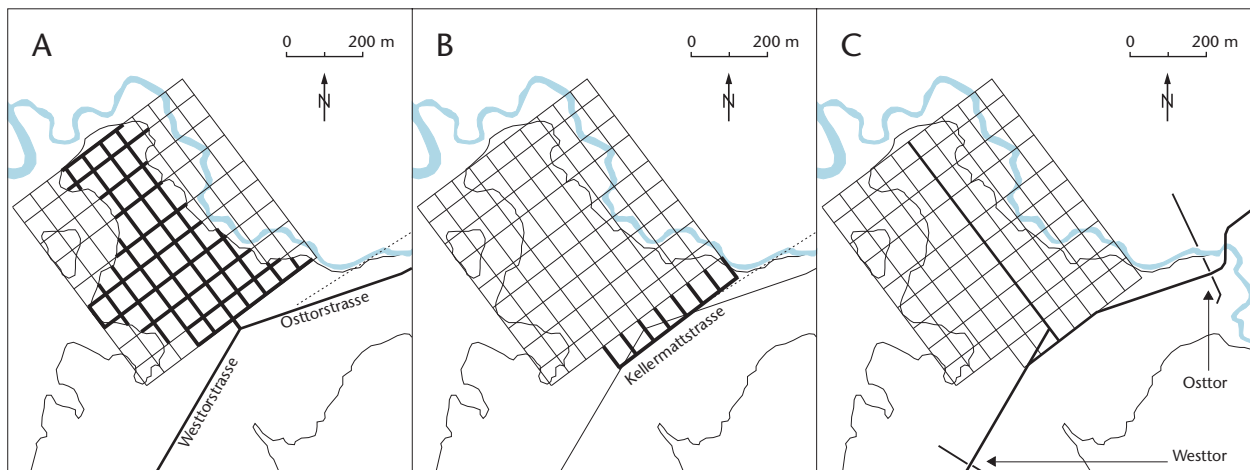 A
0 200 m
N
Osttorstrasse
Westtorstrasse
B
0 200 m
N
Kellermattstrasse
C
0 200 m
N
Osttor
Westtor